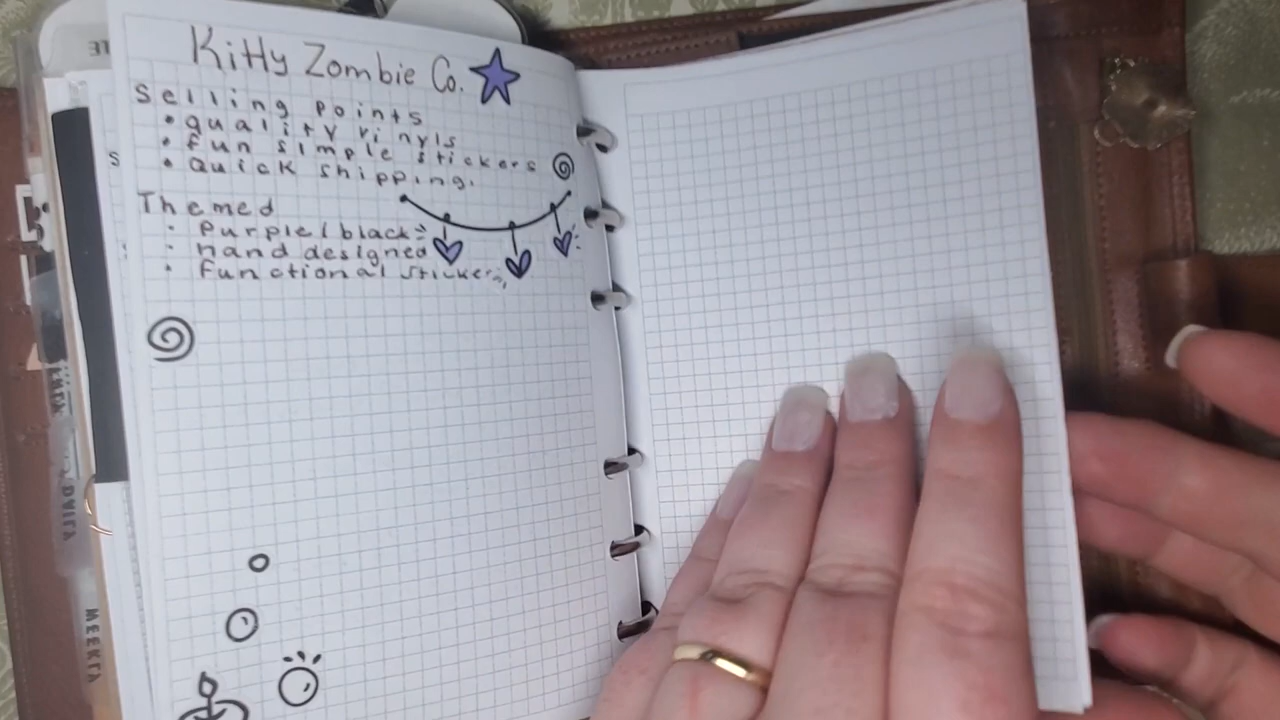 Kitty Zombie Co.
Selling points
• quality vinyls
• fun simple stickers
• Quick shipping.
Themed
• Purple/black
• hand designed
• functional stickers
WEEKLY